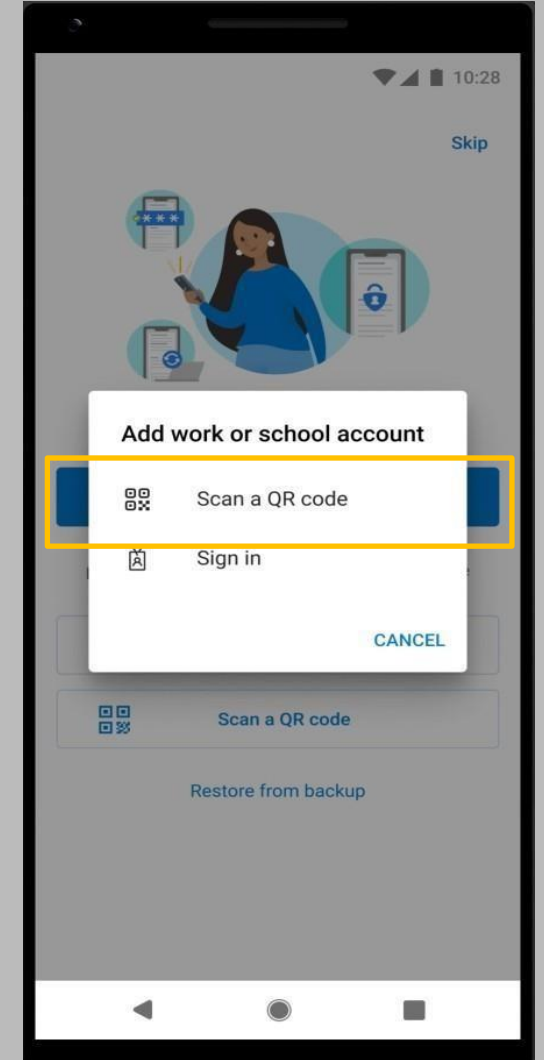 10:28
Skip
* * *
Add work or school account
Scan a QR code
Sign in
CANCEL
Scan a QR code
Restore from backup